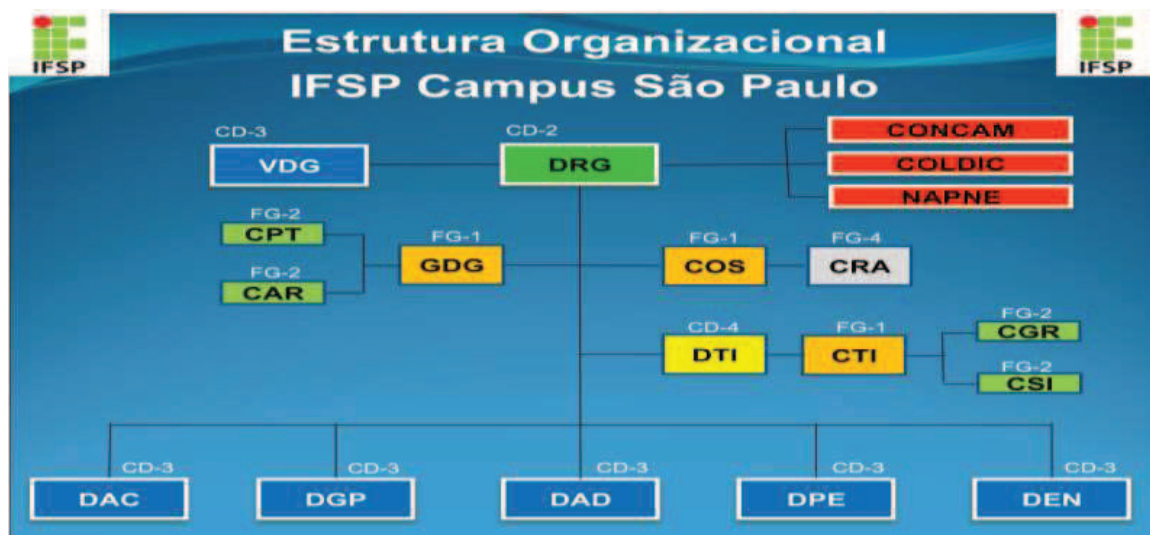 Estrutura Organizacional
IFSP Campus São Paulo
IFSP
IFSP
CD-3
VDG
CD-2
DRG
CONCAM
COLDIC
NAPNE
FG-2
CPT
FG-2
CAR
FG-1
GDG
FG-1
COS
FG-4
CRA
CD-4
DTI
FG-1
CTI
FG-2
CGR
FG-2
CSI
CD-3
DAC
CD-3
DGP
CD-3
DAD
CD-3
DPE
CD-3
DEN